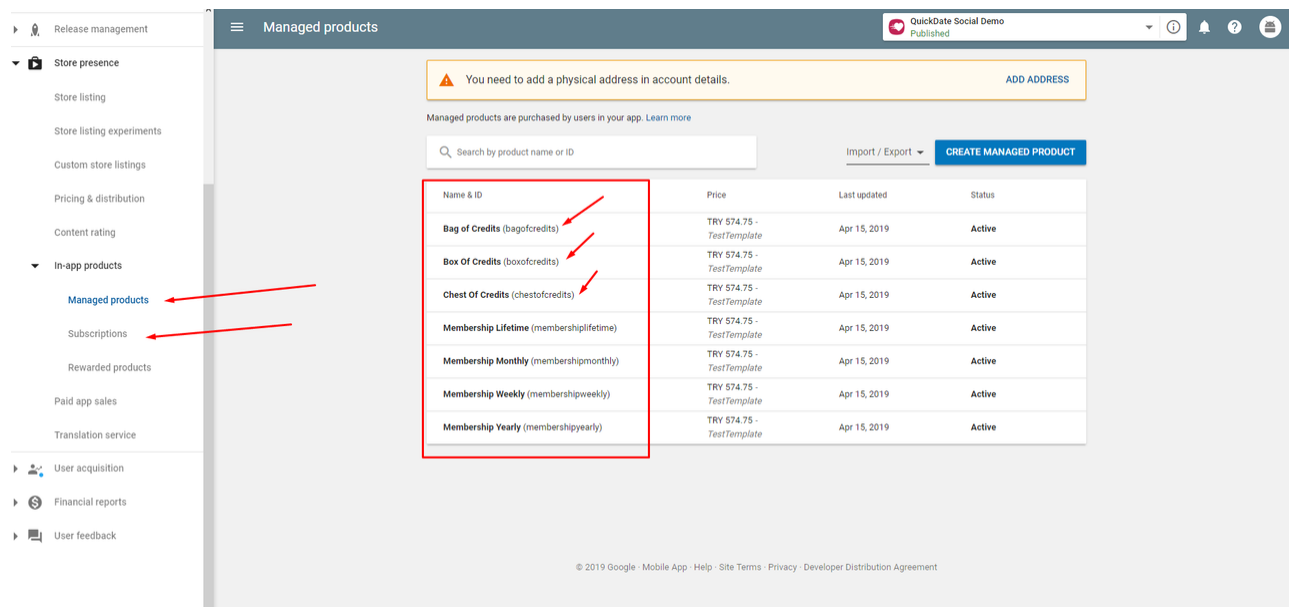 Release management
Store presence
Store listing
Store listing experiments
Custom store listings
Pricing & distribution
Content rating
In-app products
Managed products
Subscriptions
Rewarded products
Paid app sales
Translation service
User acquisition
Financial reports
User feedback
Managed products
QuickDate Social Demo
Published
You need to add a physical address in account details.
ADD ADDRESS
Managed products are purchased by users in your app. Learn more
Search by product name or ID
Import / Export
CREATE MANAGED PRODUCT
Name & ID Price Last updated Status
Bag of Credits (bagofcredits) TRY 574.75 - Apr 15, 2019 Active
TestTemplate
Box Of Credits (boxofcredits) TRY 574.75 - Apr 15, 2019 Active
TestTemplate
Chest Of Credits (chestofcredits) TRY 574.75 - Apr 15, 2019 Active
TestTemplate
Membership Lifetime (membershiplifetime) TRY 574.75 - Apr 15, 2019 Active
TestTemplate
Membership Monthly (membershipmonthly) TRY 574.75 - Apr 15, 2019 Active
TestTemplate
Membership Weekly (membershipweekly) TRY 574.75 - Apr 15, 2019 Active
TestTemplate
Membership Yearly (membershipyearly) TRY 574.75 - Apr 15, 2019 Active
TestTemplate
© 2019 Google · Mobile App · Help · Site Terms · Privacy · Developer Distribution Agreement